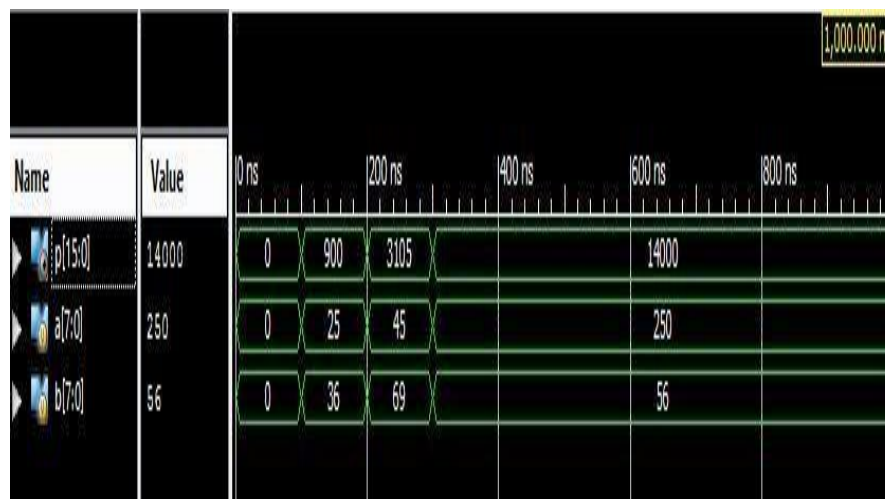 1,000.000 n
Name Value 0 ns 200 ns 400 ns 600 ns 800 ns
p[15:0] 14000 0 900 3105 14000
a[7:0] 250 0 25 45 250
b[7:0] 56 0 36 69 56